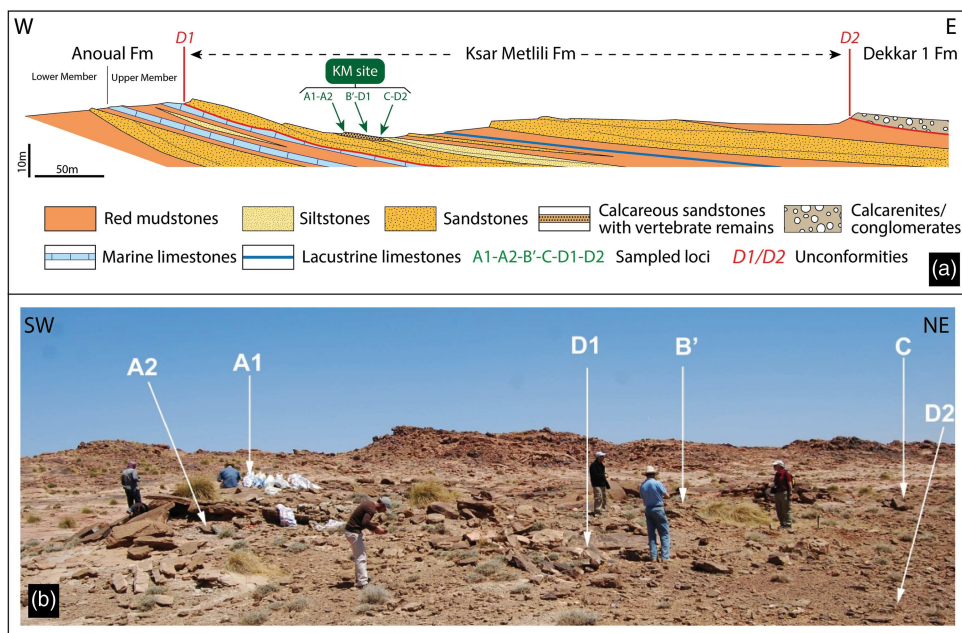 W
E
Anoual Fm
D1
Ksar Metlili Fm
D2
Dekkar 1 Fm
Lower Member
Upper Member
KM site
A1-A2
B'-D1
C-D2
10m
50m
Red mudstones
Siltstones
Sandstones
Calcareous sandstones
with vertebrate remains
Calcarenites/
conglomerates
Marine limestones
Lacustrine limestones
A1-A2-B'-C-D1-D2
Sampled loci
D1/D2
Unconformities
(a)
SW
NE
A2
A1
D1
B'
C
D2
(b)